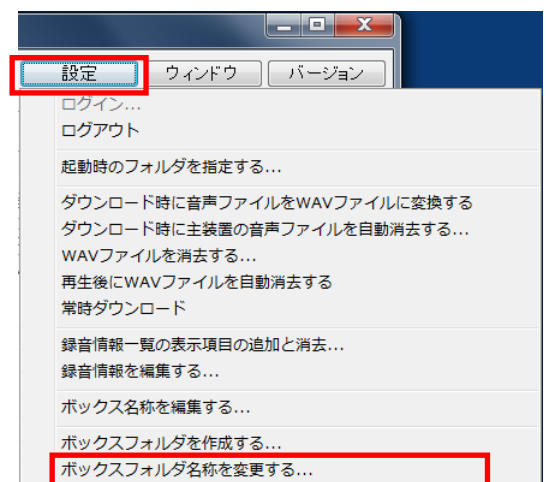 設定 ウィンドウ バージョン
ログイン...
ログアウト
起動時のフォルダを指定する...
ダウンロード時に音声ファイルをWAVファイルに変換する
ダウンロード時に主装置の音声ファイルを自動消去する...
WAVファイルを消去する...
再生後にWAVファイルを自動消去する
常時ダウンロード
録音情報一覧の表示項目の追加と消去...
録音情報を編集する...
ボックス名称を編集する...
ボックスフォルダを作成する...
ボックスフォルダ名称を変更する...